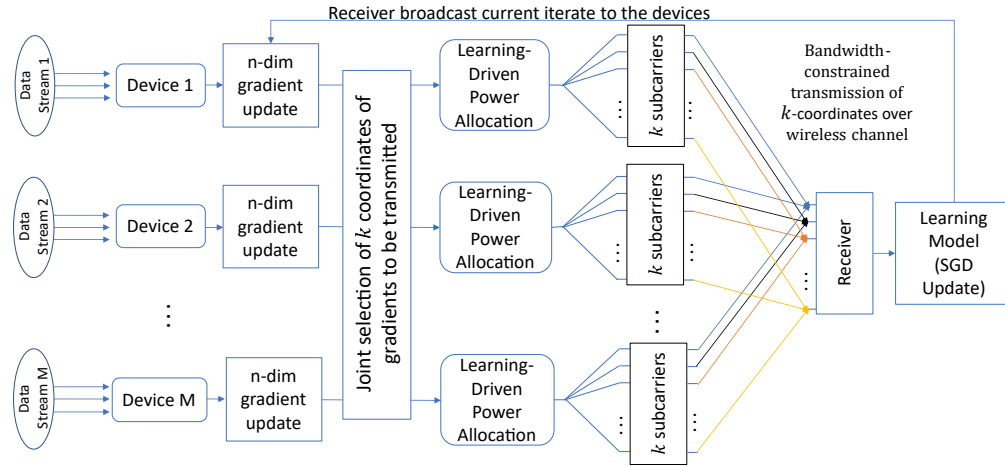 Receiver broadcast current iterate to the devices
Data
Stream 1
Device 1
n-dim
gradient
update
Learning-
Driven
Power
Allocation
⋮
k subcarriers
Bandwidth-
constrained
transmission of
k-coordinates over
wireless channel
Data
Stream 2
Device 2
n-dim
gradient
update
Joint selection of k coordinates of
gradients to be transmitted
Learning-
Driven
Power
Allocation
⋮
k subcarriers
⋮
Receiver
Learning
Model
(SGD
Update)
⋮
⋮
Data
Stream M
Device M
n-dim
gradient
update
Learning-
Driven
Power
Allocation
⋮
k subcarriers
⋮